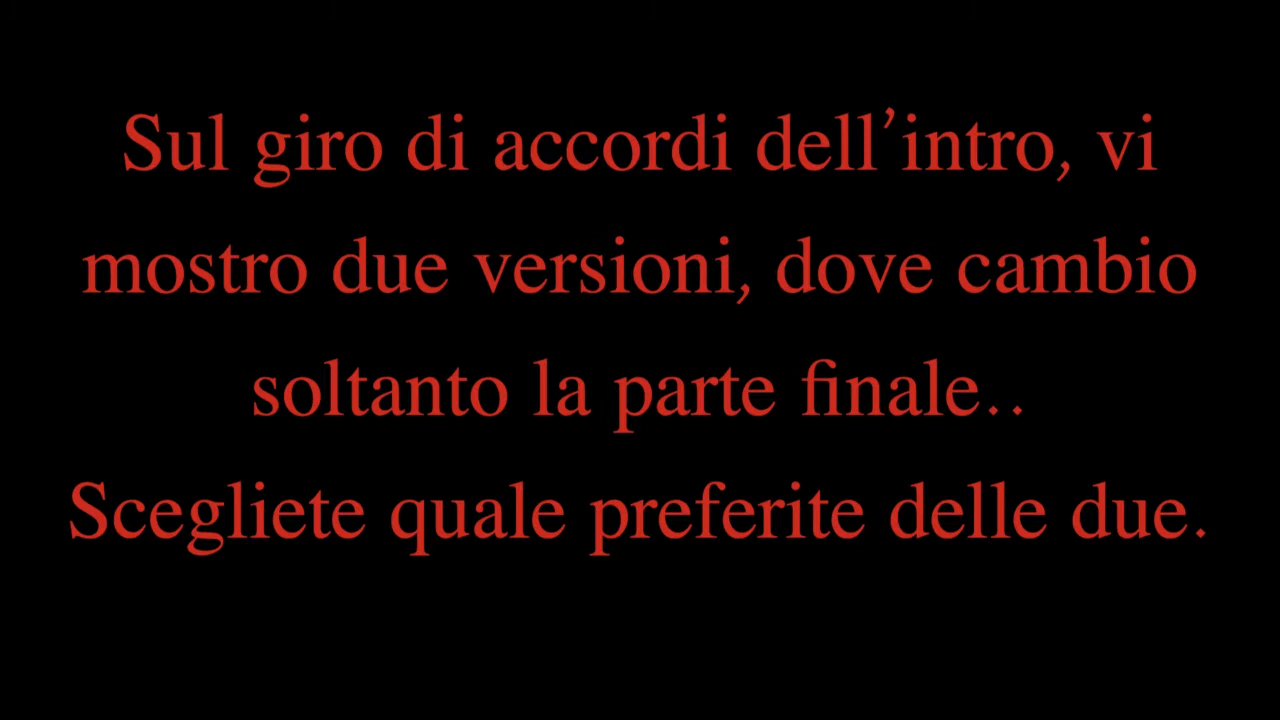 Sul giro di accordi dell'intro, vi
mostro due versioni, dove cambio
soltanto la parte finale..
Scegliete quale preferite delle due.